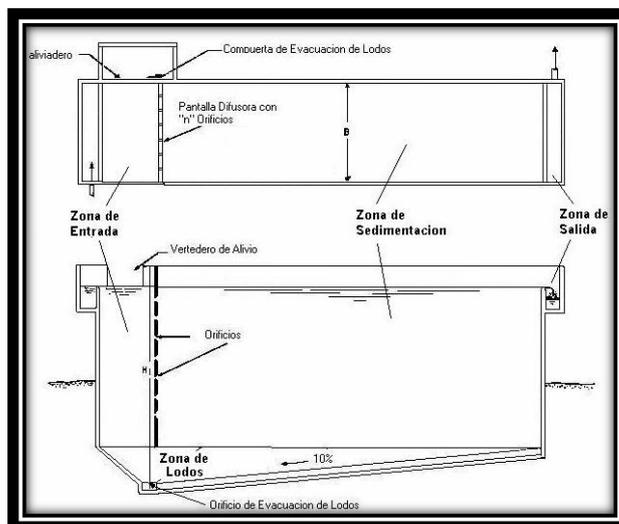 aliviadero
Compuerta de Evacuacion de Lodos
Pantalla Difusora con
"n" Orificios
B
Zona de
Entrada
Zona de
Sedimentacion
Zona de
Salida
Vertedero de Alivio
Orificios
H₁
Zona de
Lodos
10%
Orificio de Evacuacion de Lodos